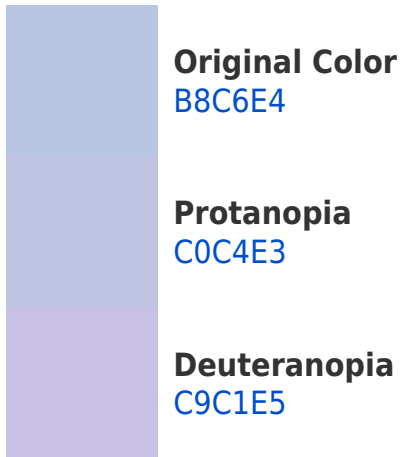 Original Color
B8C6E4
Protanopia
C0C4E3
Deuteranopia
C9C1E5